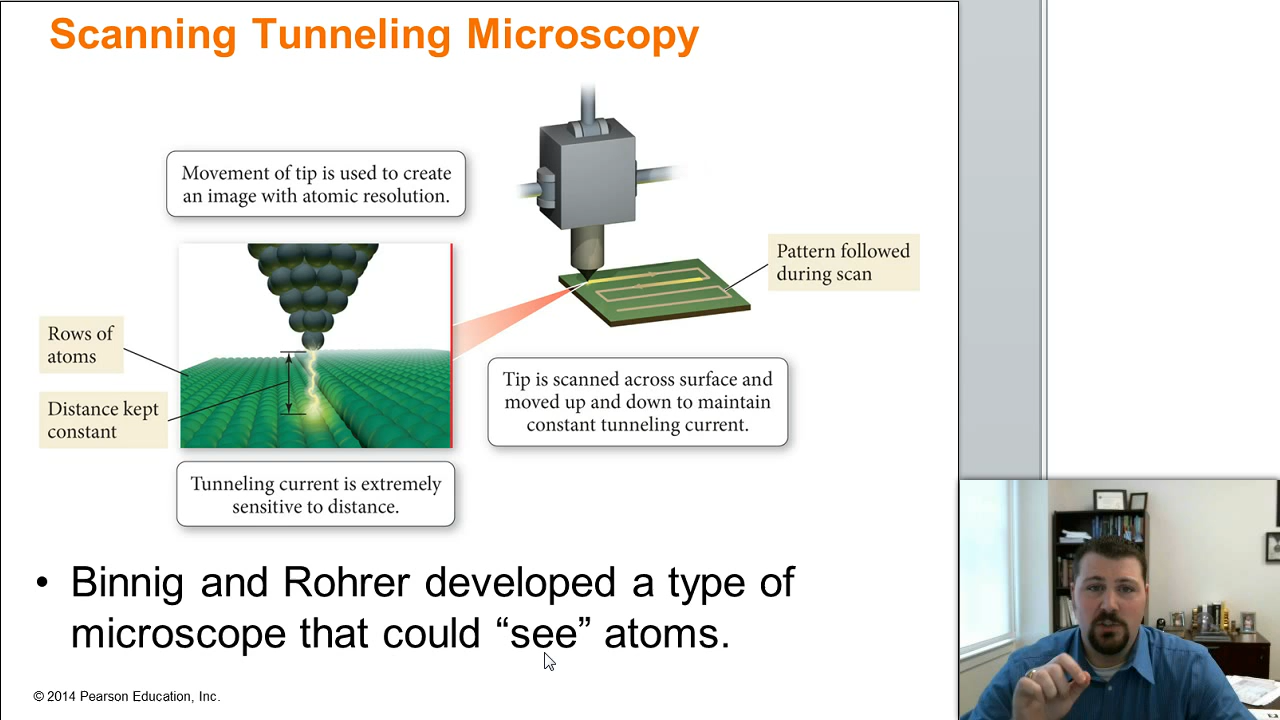 Scanning Tunneling Microscopy
Movement of tip is used to create
an image with atomic resolution.
Pattern followed
during scan
Rows of
atoms
Distance kept
constant
Tip is scanned across surface and
moved up and down to maintain
constant tunneling current.
Tunneling current is extremely
sensitive to distance.
• Binnig and Rohrer developed a type of
microscope that could “see” atoms.
© 2014 Pearson Education, Inc.